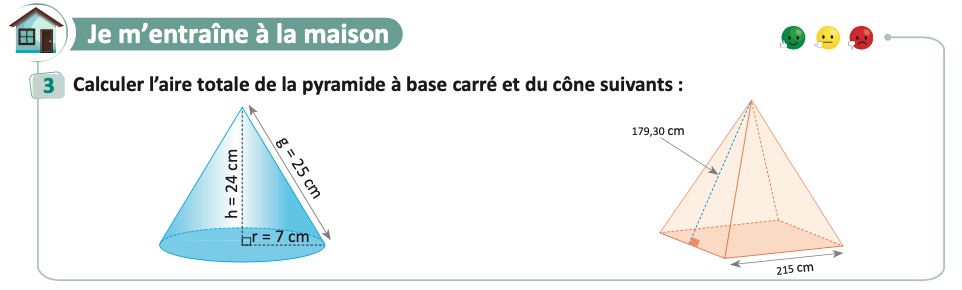 Je m’entraîne à la maison
3 Calculer l’aire totale de la pyramide à base carré et du cône suivants :
h = 24 cm
g = 25 cm
r = 7 cm
179,30 cm
215 cm